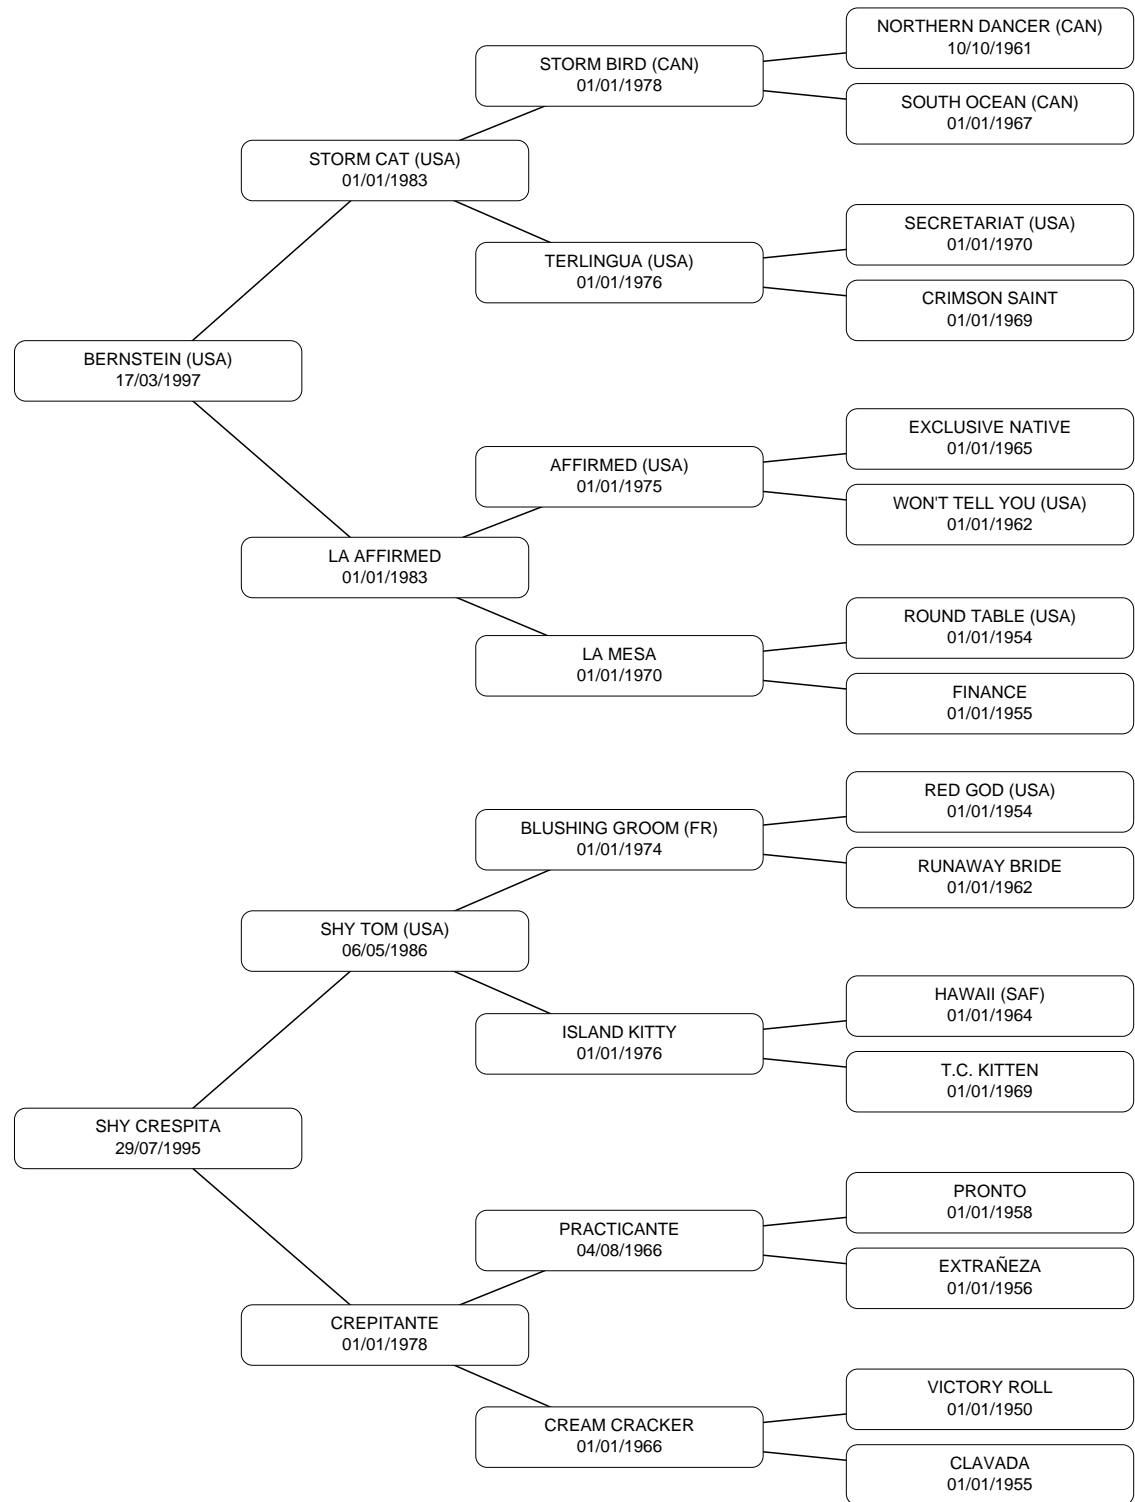 NORTHERN DANCER (CAN)
10/10/1961
STORM BIRD (CAN)
01/01/1978
SOUTH OCEAN (CAN)
01/01/1967
STORM CAT (USA)
01/01/1983
SECRETARIAT (USA)
01/01/1970
TERLINGUA (USA)
01/01/1976
CRIMSON SAINT
01/01/1969
BERNSTEIN (USA)
17/03/1997
EXCLUSIVE NATIVE
01/01/1965
AFFIRMED (USA)
01/01/1975
WON'T TELL YOU (USA)
01/01/1962
LA AFFIRMED
01/01/1983
ROUND TABLE (USA)
01/01/1954
LA MESA
01/01/1970
FINANCE
01/01/1955
RED GOD (USA)
01/01/1954
BLUSHING GROOM (FR)
01/01/1974
RUNAWAY BRIDE
01/01/1962
SHY TOM (USA)
06/05/1986
HAWAII (SAF)
01/01/1964
ISLAND KITTY
01/01/1976
T.C. KITTEN
01/01/1969
SHY CRESPITA
29/07/1995
PRONTO
01/01/1958
PRACTICANTE
04/08/1966
EXTRAÑEZA
01/01/1956
CREPITANTE
01/01/1978
VICTORY ROLL
01/01/1950
CREAM CRACKER
01/01/1966
CLAVADA
01/01/1955